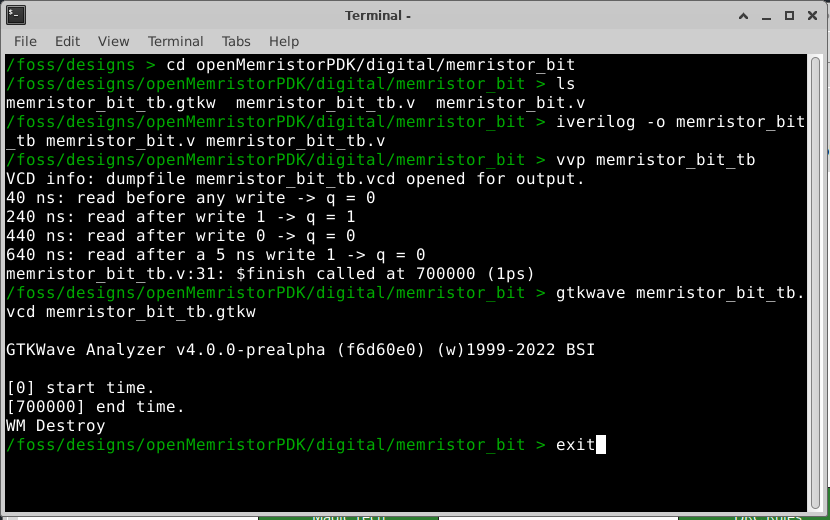 Terminal -
File Edit View Terminal Tabs Help
/foss/designs > cd openMemristorPDK/digital/memristor_bit
/foss/designs/openMemristorPDK/digital/memristor_bit > ls
memristor_bit_tb.gtkw  memristor_bit_tb.v  memristor_bit.v
/foss/designs/openMemristorPDK/digital/memristor_bit > iverilog -o memristor_bit
_tb memristor_bit.v memristor_bit_tb.v
/foss/designs/openMemristorPDK/digital/memristor_bit > vvp memristor_bit_tb
VCD info: dumpfile memristor_bit_tb.vcd opened for output.
40 ns: read before any write -> q = 0
240 ns: read after write 1 -> q = 1
440 ns: read after write 0 -> q = 0
640 ns: read after a 5 ns write 1 -> q = 0
memristor_bit_tb.v:31: $finish called at 700000 (1ps)
/foss/designs/openMemristorPDK/digital/memristor_bit > gtkwave memristor_bit_tb.
vcd memristor_bit_tb.gtkw
GTKWave Analyzer v4.0.0-prealpha (f6d60e0) (w)1999-2022 BSI
[0] start time.
[700000] end time.
WM Destroy
/foss/designs/openMemristorPDK/digital/memristor_bit > exit